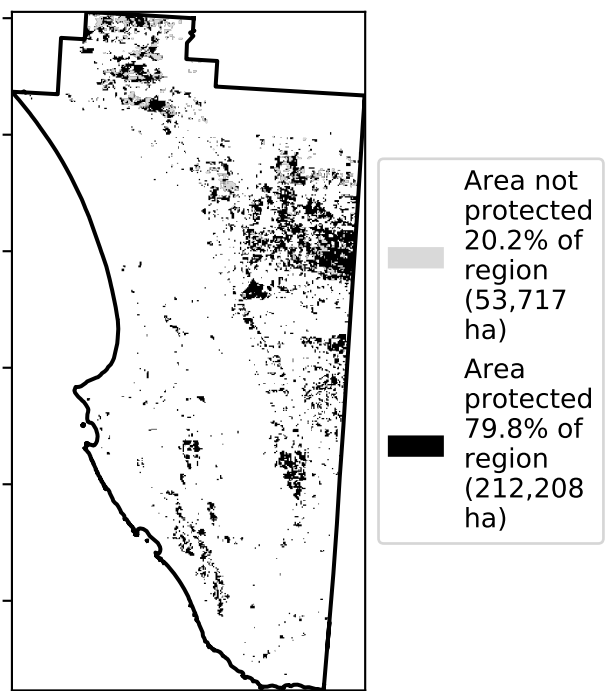 Area not
protected
20.2% of
region
(53,717
ha)
Area
protected
79.8% of
region
(212,208
ha)